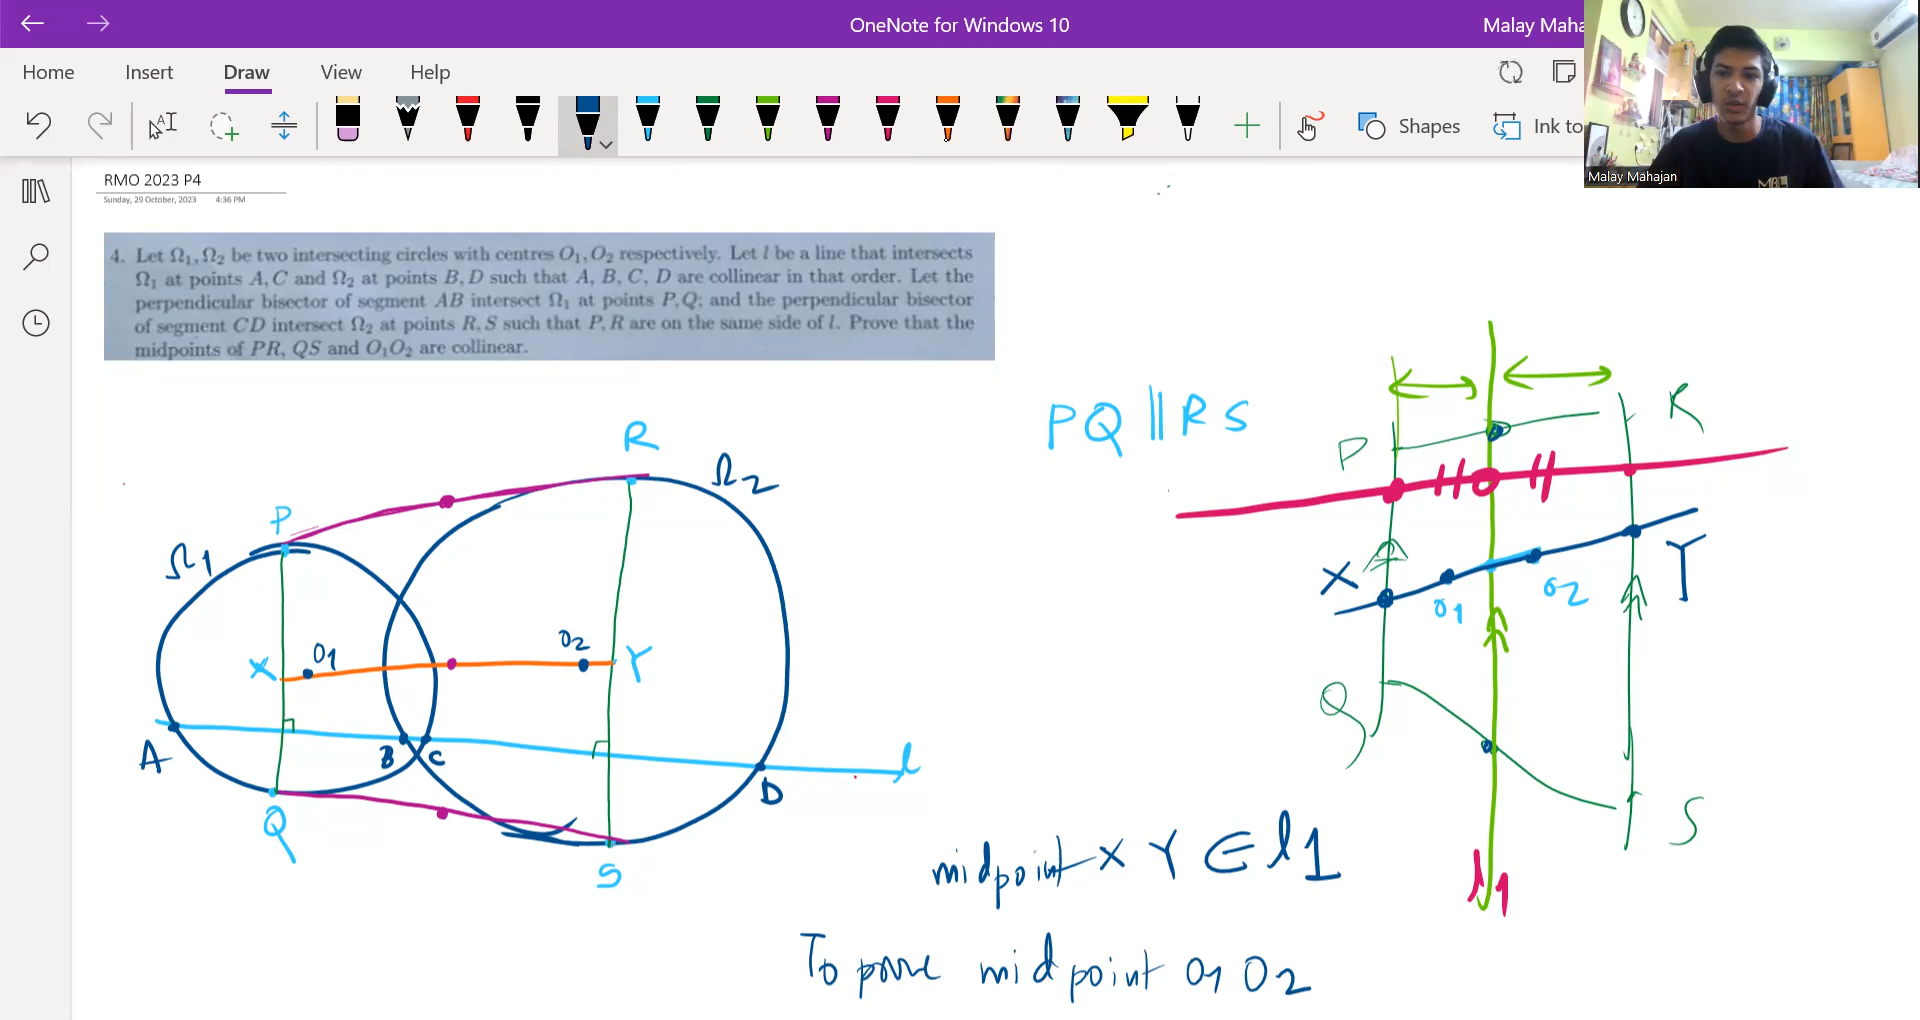 OneNote for Windows 10
Malay Maha
Home Insert Draw View Help
Shapes
Ink to
Malay Mahajan
RMO 2023 P4
Sunday, 29 October, 2023 4:36 PM
4. Let Ω₁, Ω₂ be two intersecting circles with centres O₁, O₂ respectively. Let l be a line that intersects
Ω₁ at points A, C and Ω₂ at points B, D such that A, B, C, D are collinear in that order. Let the
perpendicular bisector of segment AB intersect Ω₁ at points P, Q; and the perpendicular bisector
of segment CD intersect Ω₂ at points R, S such that P, R are on the same side of l. Prove that the
midpoints of PR, QS and O₁O₂ are collinear.
PQ || RS
R
Ω2
P
Ω1
X
O1
O2
Y
A
B
C
l
D
Q
S
P
R
X
O1
O2
Y
Q
S
l1
midpoint X Y ∈ l1
To prove midpoint O1 O2